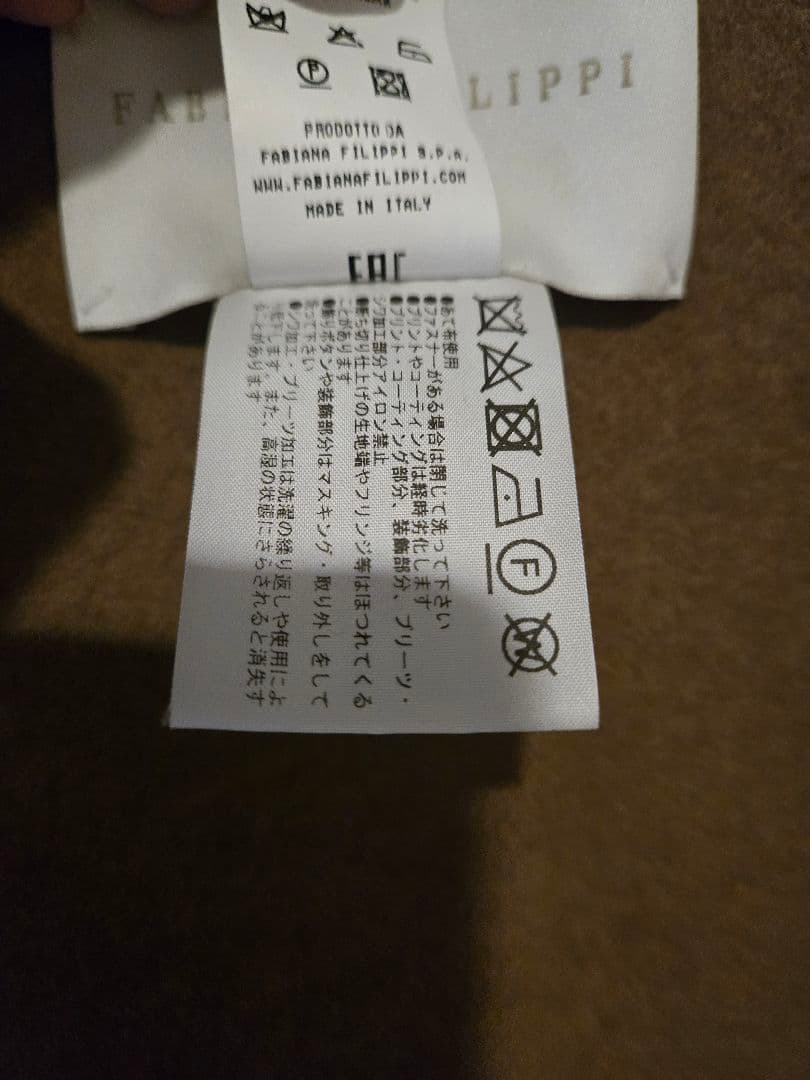 FAB
LIPPI
PRODOTTO DA
FABIANA FILIPPI S.P.A.
WWW.FABIANAFILIPPI.COM
MADE IN ITALY
EAC
●あて布使用
●ファスナーがある場合は閉じて洗って下さい
●プリントやコーティングは経時劣化します
●プリント・コーティング部分、装飾部分、プリーツ・
シワ加工部分アイロン禁止
●断ち切り仕上げの生地端やフリンジ等はほつれてくる
ことがあります
●飾りボタンや装飾部分はマスキング・取り外しをして
洗って下さい
●シワ加工・プリーツ加工は洗濯の繰り返しや使用によ
します。また、高湿の状態にさらされると消失す
ることがあります